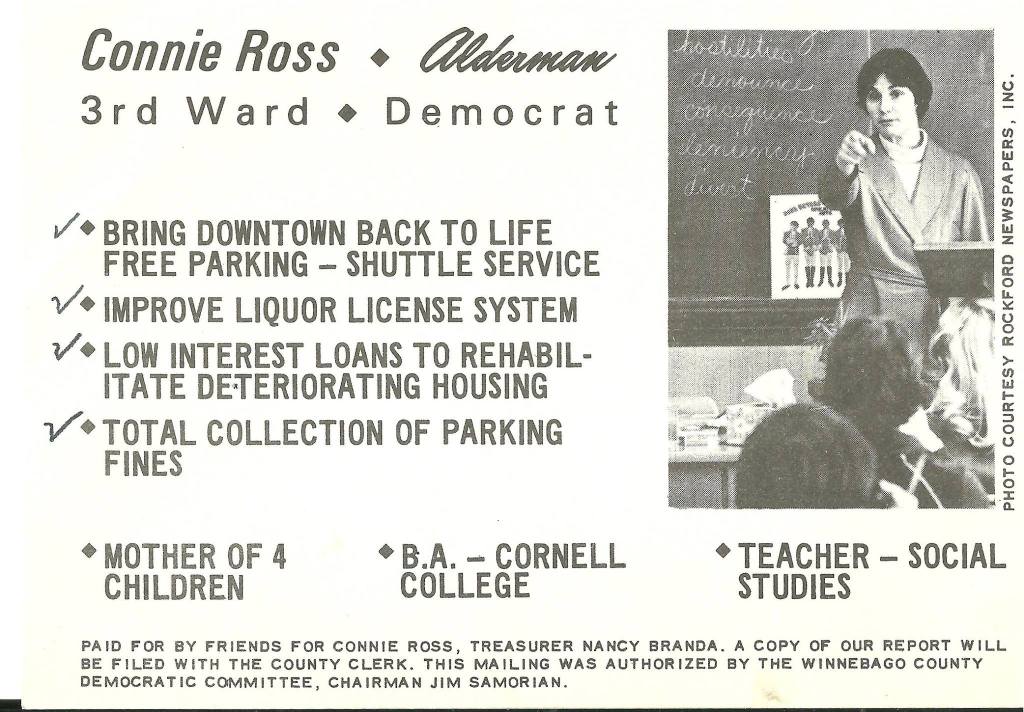 Connie Ross ◆ Alderman
3rd Ward ◆ Democrat
◆ BRING DOWNTOWN BACK TO LIFE
FREE PARKING – SHUTTLE SERVICE
◆ IMPROVE LIQUOR LICENSE SYSTEM
◆ LOW INTEREST LOANS TO REHABIL-
ITATE DETERIORATING HOUSING
◆ TOTAL COLLECTION OF PARKING
FINES
hostilities
denounce
consequence
divert
PHOTO COURTESY ROCKFORD NEWSPAPERS, INC.
◆ MOTHER OF 4
CHILDREN
◆ B.A. – CORNELL
COLLEGE
◆ TEACHER – SOCIAL
STUDIES
PAID FOR BY FRIENDS FOR CONNIE ROSS, TREASURER NANCY BRANDA. A COPY OF OUR REPORT WILL
BE FILED WITH THE COUNTY CLERK. THIS MAILING WAS AUTHORIZED BY THE WINNEBAGO COUNTY
DEMOCRATIC COMMITTEE, CHAIRMAN JIM SAMORIAN.